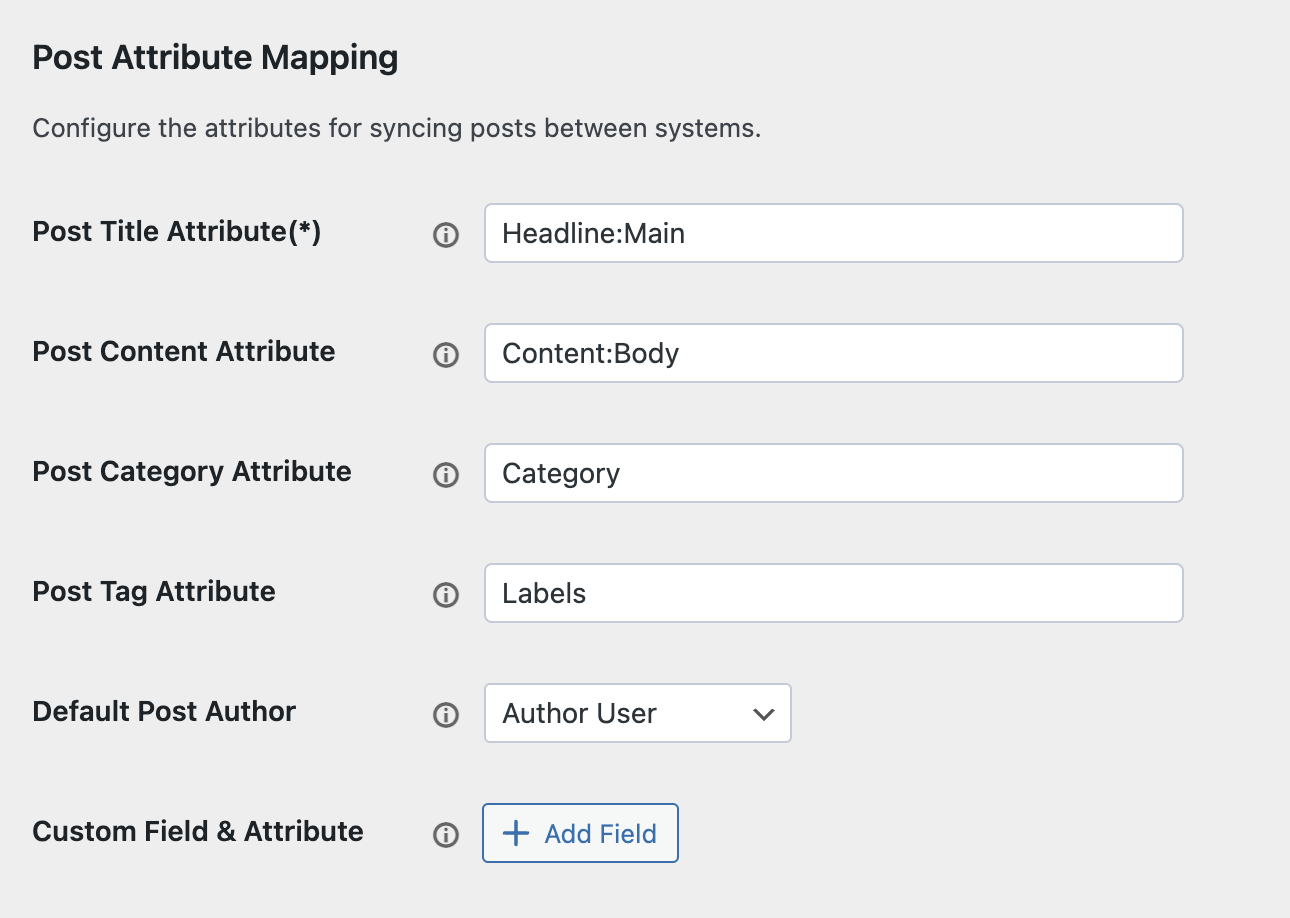 Post Attribute Mapping
Configure the attributes for syncing posts between systems.
Post Title Attribute(*) Headline:Main
Post Content Attribute Content:Body
Post Category Attribute Category
Post Tag Attribute Labels
Default Post Author Author User
Custom Field & Attribute + Add Field